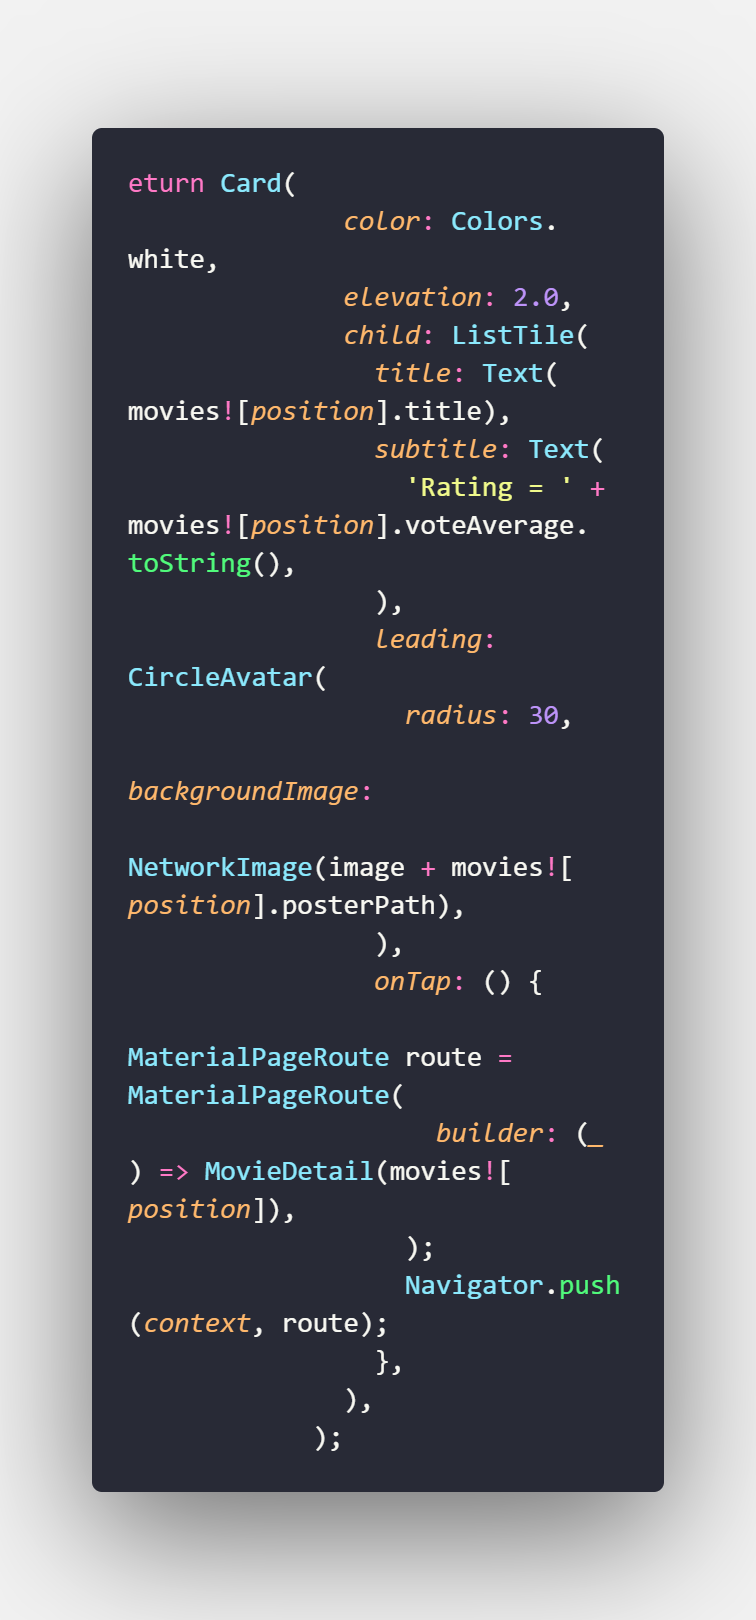 eturn Card(
color: Colors.
white,
elevation: 2.0,
child: ListTile(
title: Text(
movies![position].title),
subtitle: Text(
'Rating = ' +
movies![position].voteAverage.
toString(),
),
leading:
CircleAvatar(
radius: 30,
backgroundImage:
NetworkImage(image + movies![
position].posterPath),
),
onTap: () {
MaterialPageRoute route =
MaterialPageRoute(
builder: (_
) => MovieDetail(movies![
position]),
);
Navigator.push
(context, route);
},
),
);